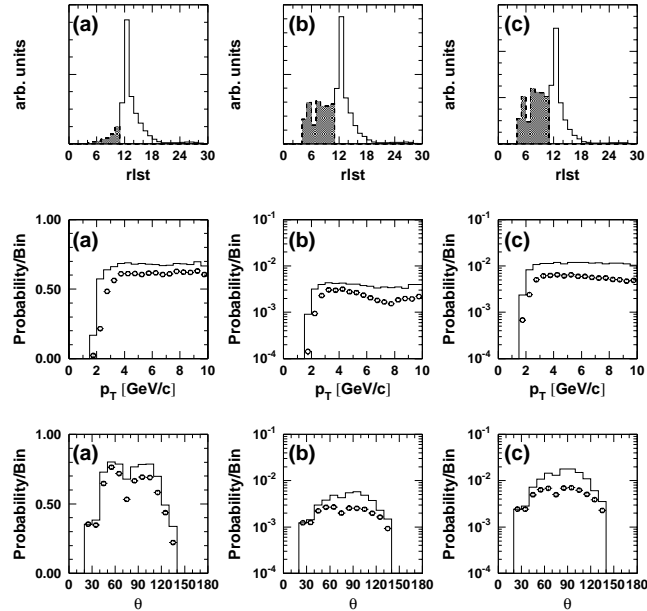 (a) (b) (c)
arb. units arb. units arb. units
0 6 12 18 24 30 0 6 12 18 24 30 0 6 12 18 24 30
rlst rlst rlst
(a) (b) (c)
Probability/Bin Probability/Bin Probability/Bin
1.00 0.50 0.00
10⁻¹ 10⁻² 10⁻³ 10⁻⁴
10⁻¹ 10⁻² 10⁻³ 10⁻⁴
0 2 4 6 8 10 0 2 4 6 8 10 0 2 4 6 8 10
p_T [GeV/c] p_T [GeV/c] p_T [GeV/c]
(a) (b) (c)
Probability/Bin Probability/Bin Probability/Bin
1.00 0.50 0.00
10⁻¹ 10⁻² 10⁻³ 10⁻⁴
10⁻¹ 10⁻² 10⁻³ 10⁻⁴
0 30 60 90 120 150 180 0 30 60 90 120 150 180 0 30 60 90 120 150 180
θ θ θ